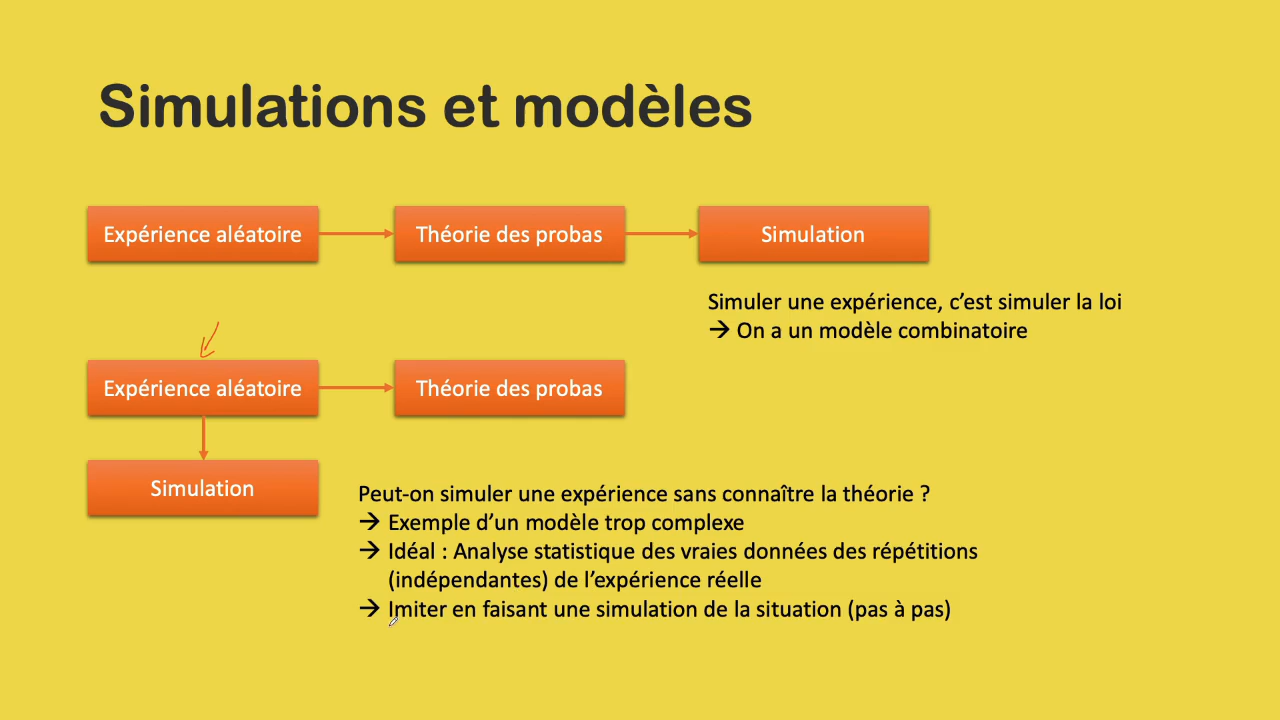 Simulations et modèles
Expérience aléatoire
Théorie des probas
Simulation
Simuler une expérience, c’est simuler la loi
→ On a un modèle combinatoire
Expérience aléatoire
Théorie des probas
Simulation
Peut-on simuler une expérience sans connaître la théorie ?
→ Exemple d’un modèle trop complexe
→ Idéal : Analyse statistique des vraies données des répétitions
(indépendantes) de l’expérience réelle
→ Imiter en faisant une simulation de la situation (pas à pas)